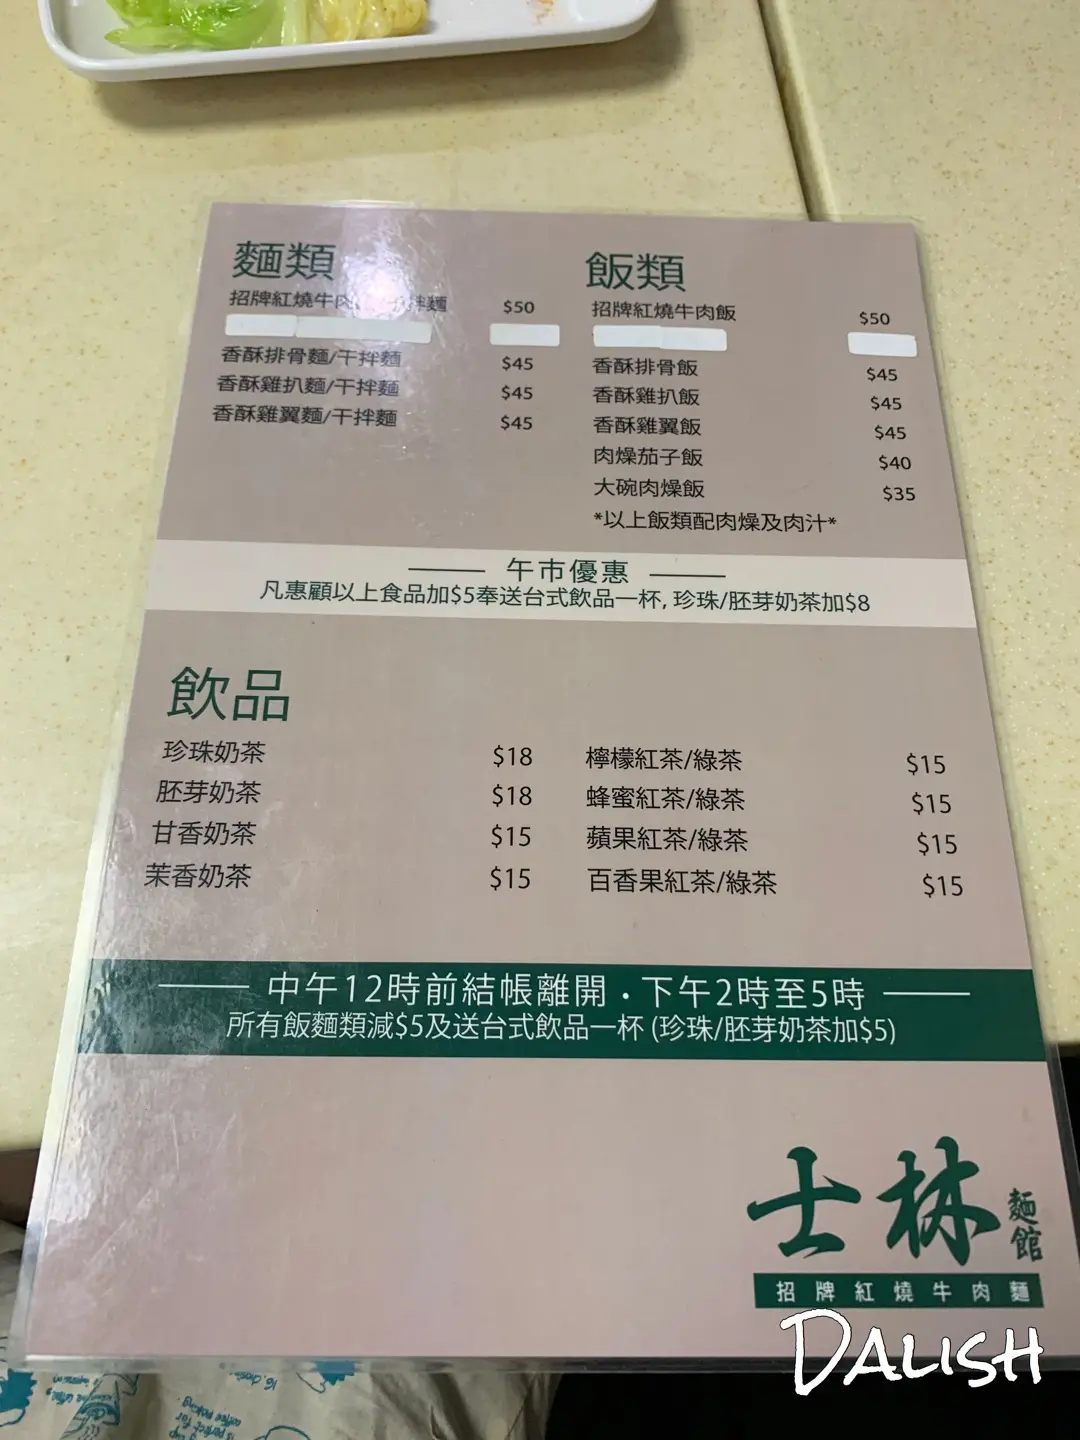 麵類
招牌紅燒牛肉 拌麵 $50
香酥排骨麵/干拌麵 $45
香酥雞扒麵/干拌麵 $45
香酥雞翼麵/干拌麵 $45
飯類
招牌紅燒牛肉飯 $50
香酥排骨飯 $45
香酥雞扒飯 $45
香酥雞翼飯 $45
肉燥茄子飯 $40
大碗肉燥飯 $35
*以上飯類配肉燥及肉汁*
午市優惠
凡惠顧以上食品加$5奉送台式飲品一杯, 珍珠/胚芽奶茶加$8
飲品
珍珠奶茶 $18
胚芽奶茶 $18
甘香奶茶 $15
茉香奶茶 $15
檸檬紅茶/綠茶 $15
蜂蜜紅茶/綠茶 $15
蘋果紅茶/綠茶 $15
百香果紅茶/綠茶 $15
中午12時前結帳離開・下午2時至5時
所有飯麵類減$5及送台式飲品一杯 (珍珠/胚芽奶茶加$5)
士林麵館
招牌紅燒牛肉麵
DALISH